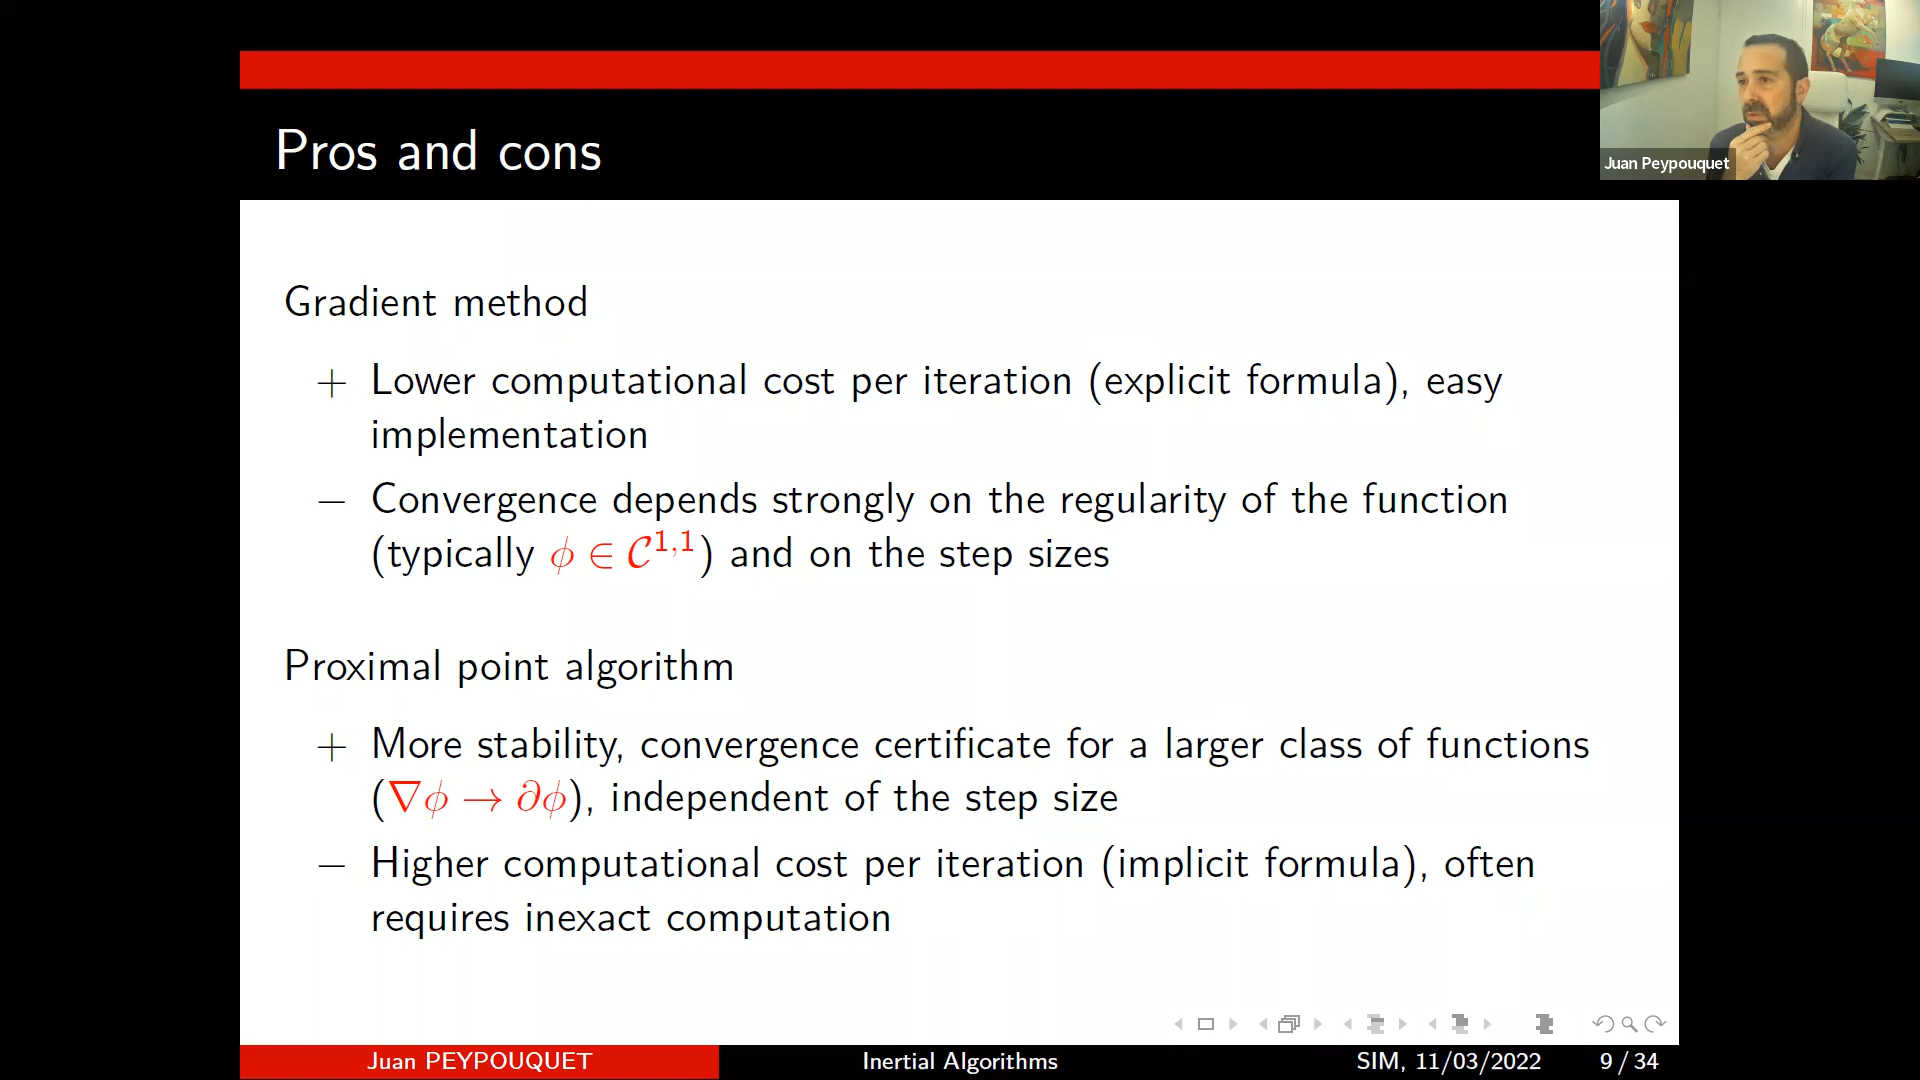 Pros and cons
Juan Peypouquet
Gradient method
+ Lower computational cost per iteration (explicit formula), easy
implementation
− Convergence depends strongly on the regularity of the function
(typically ϕ ∈ 𝒞¹,¹) and on the step sizes
Proximal point algorithm
+ More stability, convergence certificate for a larger class of functions
(∇ϕ → ∂ϕ), independent of the step size
− Higher computational cost per iteration (implicit formula), often
requires inexact computation
Juan PEYPOUQUET Inertial Algorithms SIM, 11/03/2022 9 / 34